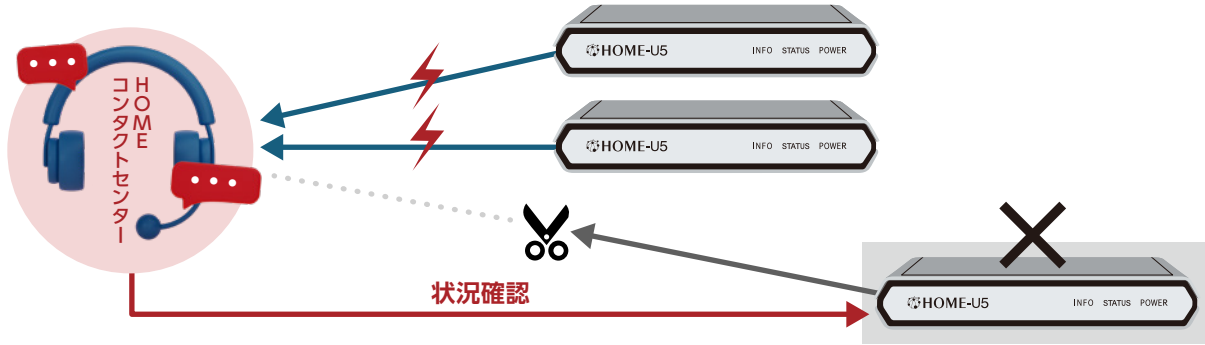 HOME
コンタクトセンター
HOME-U5 INFO STATUS POWER
HOME-U5 INFO STATUS POWER
状況確認
HOME-U5 INFO STATUS POWER